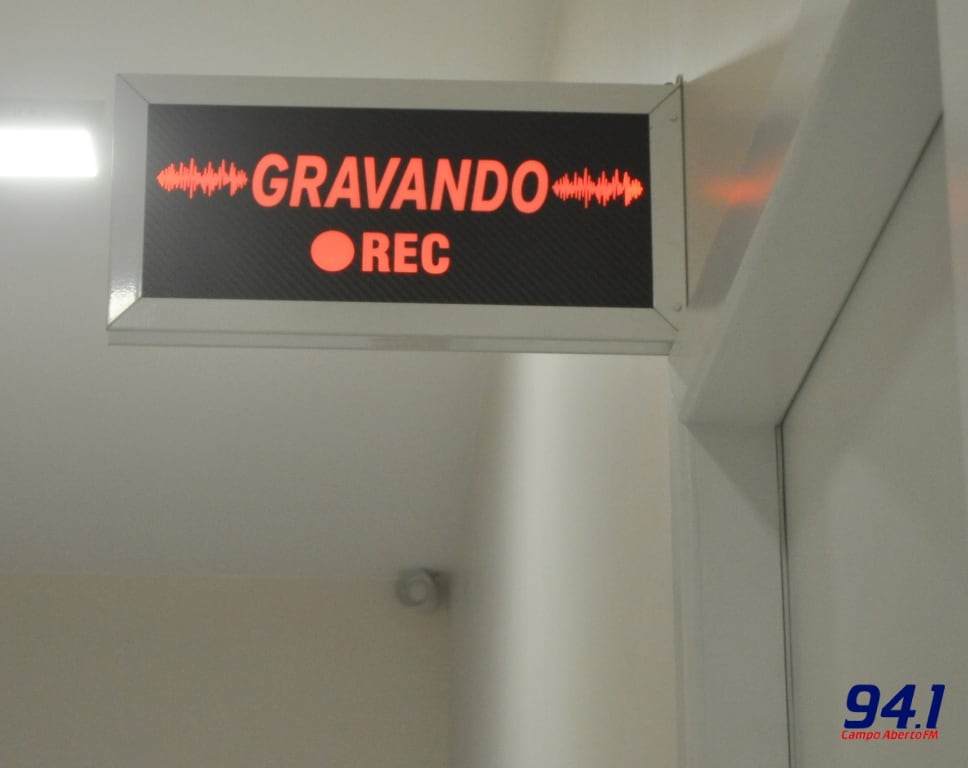 GRAVANDO
REC
94.1
Campo Aberto FM